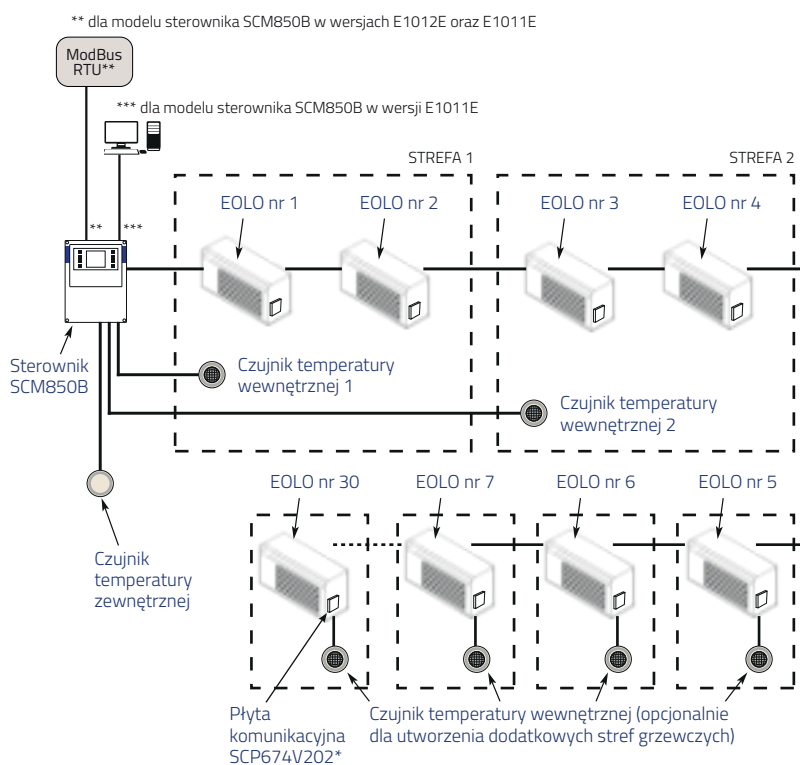 ** dla modelu sterownika SCM850B w wersjach E1012E oraz E1011E
ModBus
RTU**
*** dla modelu sterownika SCM850B w wersji E1011E
STREFA 1
STREFA 2
EOLO nr 1
EOLO nr 2
EOLO nr 3
EOLO nr 4
**
***
Sterownik
SCM850B
Czujnik temperatury
wewnętrznej 1
Czujnik temperatury
wewnętrznej 2
EOLO nr 30
EOLO nr 7
EOLO nr 6
EOLO nr 5
Czujnik
temperatury
zewnętrznej
Płyta
komunikacyjna
SCP674V202*
Czujnik temperatury wewnętrznej (opcjonalnie
dla utworzenia dodatkowych stref grzewczych)